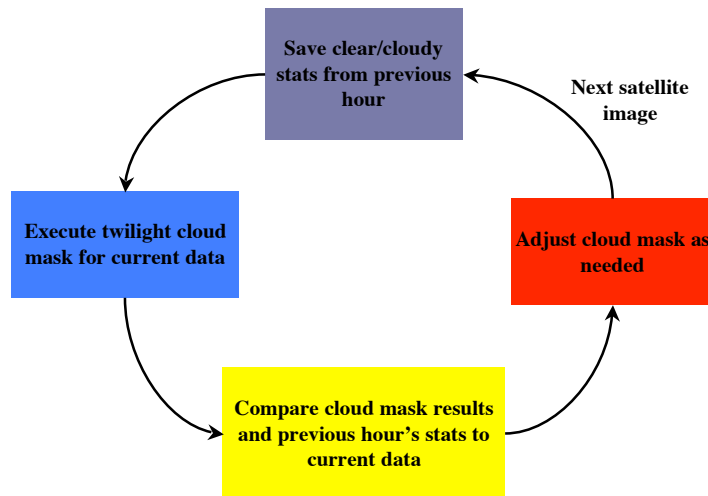 Save clear/cloudy
stats from previous
hour
Next satellite
image
Execute twilight cloud
mask for current data
Adjust cloud mask as
needed
Compare cloud mask results
and previous hour's stats to
current data